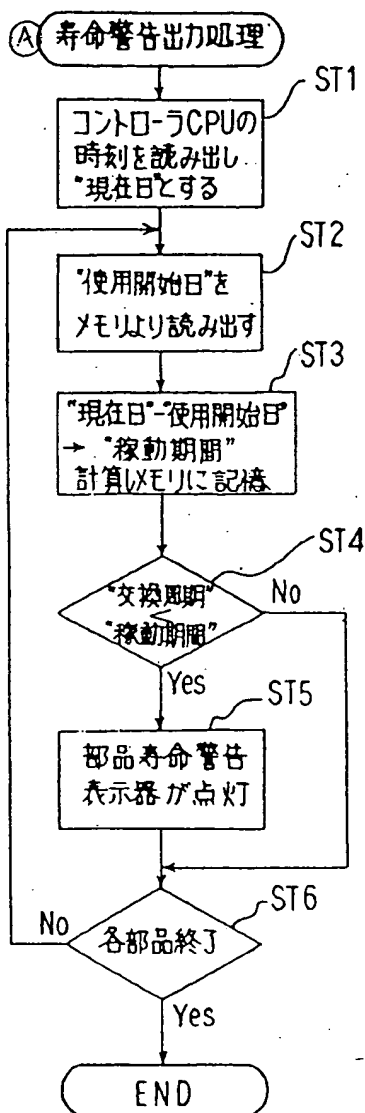 A 寿命警告出力処理
ST1
コントローラCPUの
時刻を読み出し
"現在日"とする
ST2
"使用開始日"を
メモリより読み出す
ST3
"現在日"-"使用開始日"
→ "稼動期間"
計算しメモリに記憶
ST4
"交換周期"
<
"稼動期間"
No
Yes
ST5
部品寿命警告
表示器が点灯
ST6
No
各部品終了
Yes
END